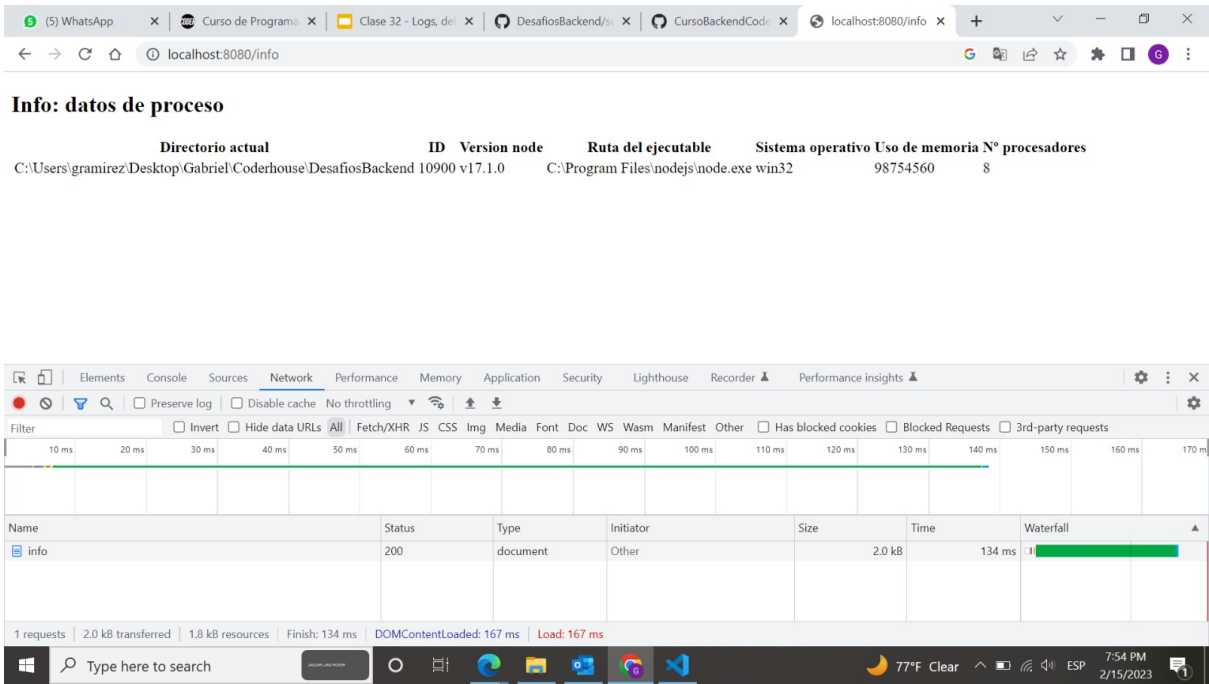 (5) WhatsApp Curso de Programa Clase 32 - Logs, de DesafiosBackend/se CursoBackendCode localhost:8080/info
localhost:8080/info G
Info: datos de proceso
Directorio actual ID Version node Ruta del ejecutable Sistema operativo Uso de memoria Nº procesadores
C:\Users\gramirez\Desktop\Gabriel\Coderhouse\DesafiosBackend 10900 v17.1.0 C:\Program Files\nodejs\node.exe win32 98754560 8
Elements Console Sources Network Performance Memory Application Security Lighthouse Recorder Performance insights
Preserve log Disable cache No throttling
Filter Invert Hide data URLs All Fetch/XHR JS CSS Img Media Font Doc WS Wasm Manifest Other Has blocked cookies Blocked Requests 3rd-party requests
10 ms 20 ms 30 ms 40 ms 50 ms 60 ms 70 ms 80 ms 90 ms 100 ms 110 ms 120 ms 130 ms 140 ms 150 ms 160 ms 170 m
Name Status Type Initiator Size Time Waterfall
info 200 document Other 2.0 kB 134 ms
1 requests 2.0 kB transferred 1.8 kB resources Finish: 134 ms DOMContentLoaded: 167 ms Load: 167 ms
Type here to search JAGUAR LAND ROVER 77°F Clear ESP 7:54 PM
2/15/2023